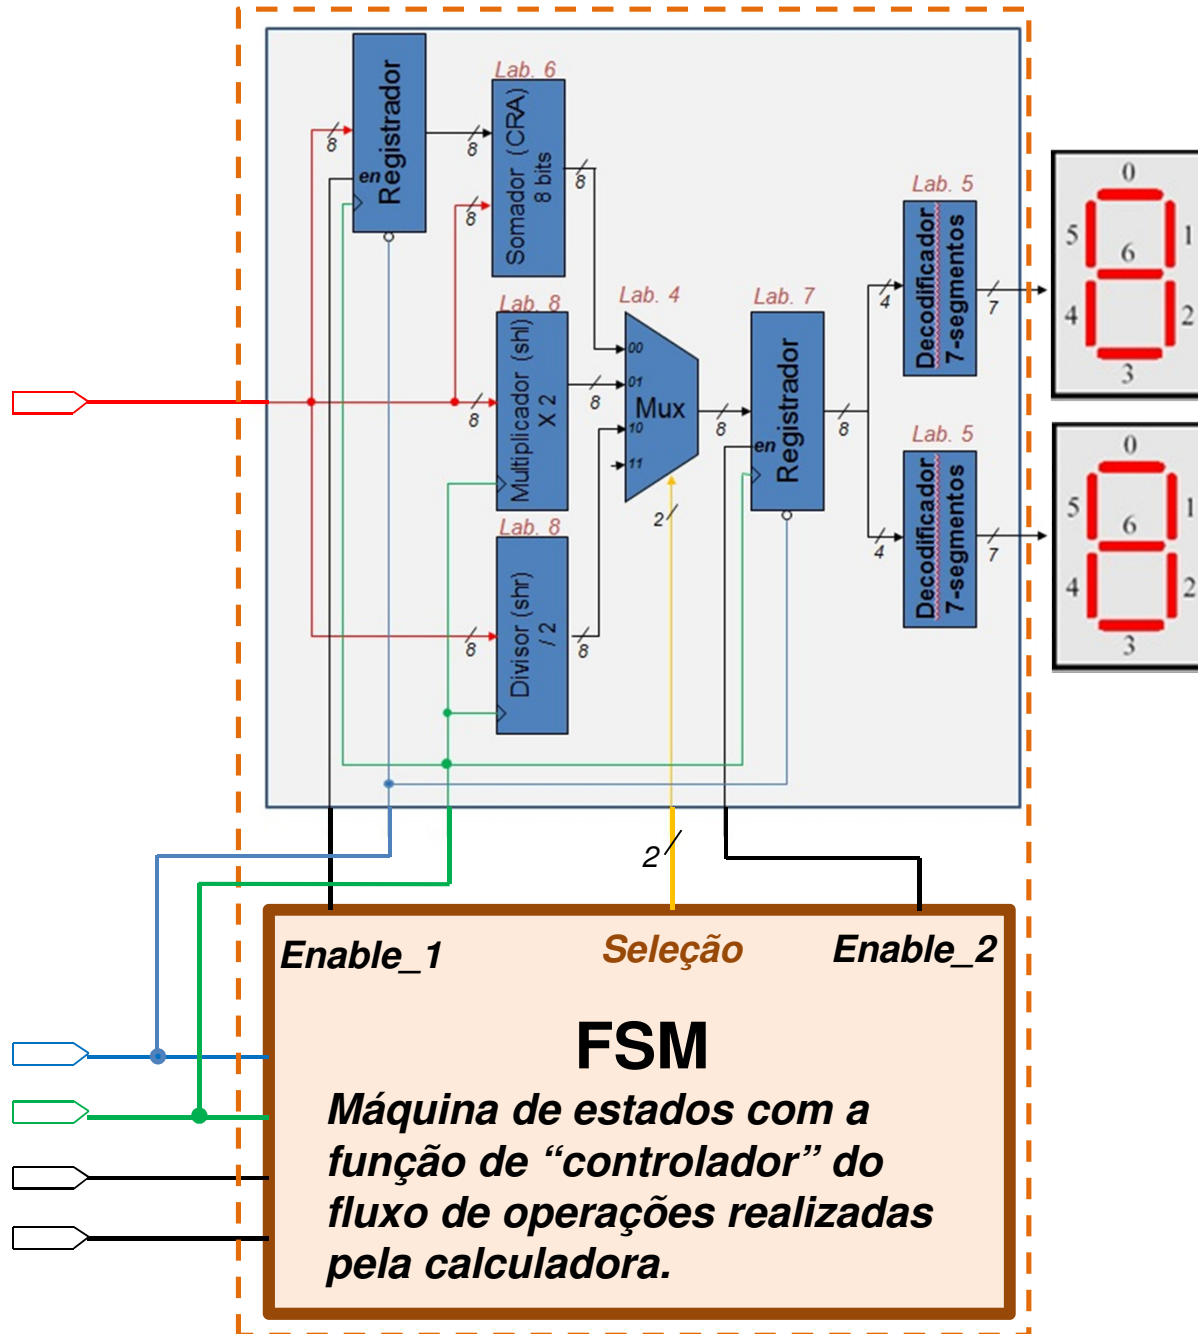 Registrador
en
8
Lab. 6
Somador (CRA)
8 bits
8
8
8
Lab. 8
Multiplicador (shl)
X 2
8
8
Lab. 8
Divisor (shr)
/ 2
8
8
Lab. 4
00
01
Mux
10
11
2
8
Lab. 7
Registrador
en
8
4
4
Lab. 5
Decodificador
7-segmentos
7
Lab. 5
Decodificador
7-segmentos
7
0
5
1
6
4
2
3
0
5
1
6
4
2
3
2
Enable_1
Seleção
Enable_2
FSM
Máquina de estados com a
função de “controlador” do
fluxo de operações realizadas
pela calculadora.